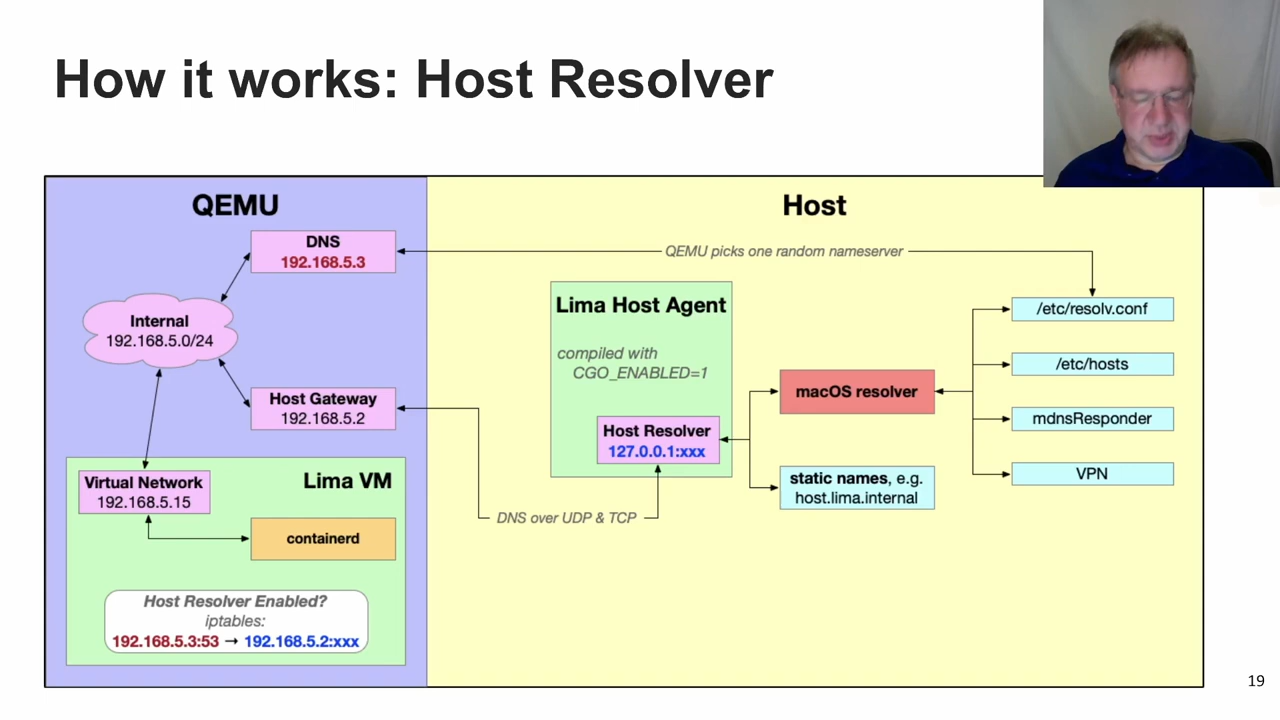 How it works: Host Resolver
QEMU
Host
DNS
192.168.5.3
QEMU picks one random nameserver
Internal
192.168.5.0/24
Host Gateway
192.168.5.2
Lima VM
Virtual Network
192.168.5.15
containerd
Host Resolver Enabled?
iptables:
192.168.5.3:53 → 192.168.5.2:xxx
Lima Host Agent
compiled with
CGO_ENABLED=1
Host Resolver
127.0.0.1:xxx
DNS over UDP & TCP
macOS resolver
static names, e.g.
host.lima.internal
/etc/resolv.conf
/etc/hosts
mdnsResponder
VPN
19